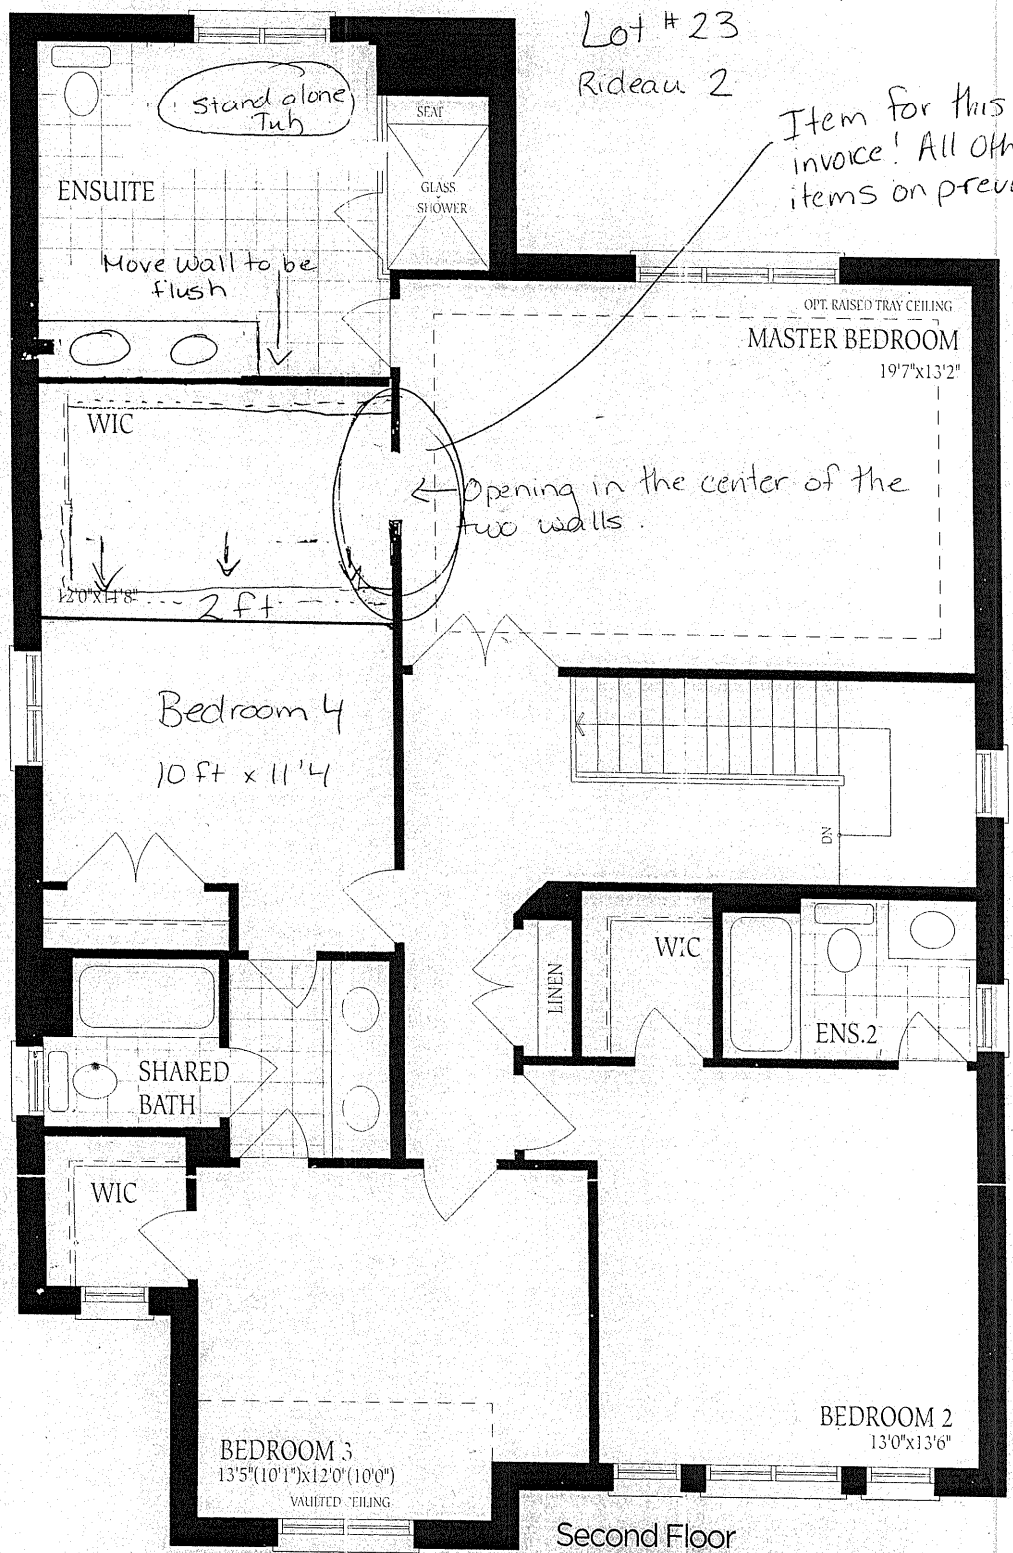 Lot # 23
Rideau 2
Item for this
invoice! All Oth
items on prev
Stand alone
Tub
SEAT
ENSUITE
GLASS
SHOWER
Move Wall to be
flush
OPT. RAISED TRAY CEILING
MASTER BEDROOM
19'7"x13'2"
WIC
Opening in the center of the
two walls.
12'0"x11'8"
2 ft
Bedroom 4
10 ft x 11'4
DN
WIC
LINEN
ENS.2
SHARED
BATH
WIC
BEDROOM 2
13'0"x13'6"
BEDROOM 3
13'5"(10'1")x12'0"(10'0")
VAULTED CEILING
Second Floor